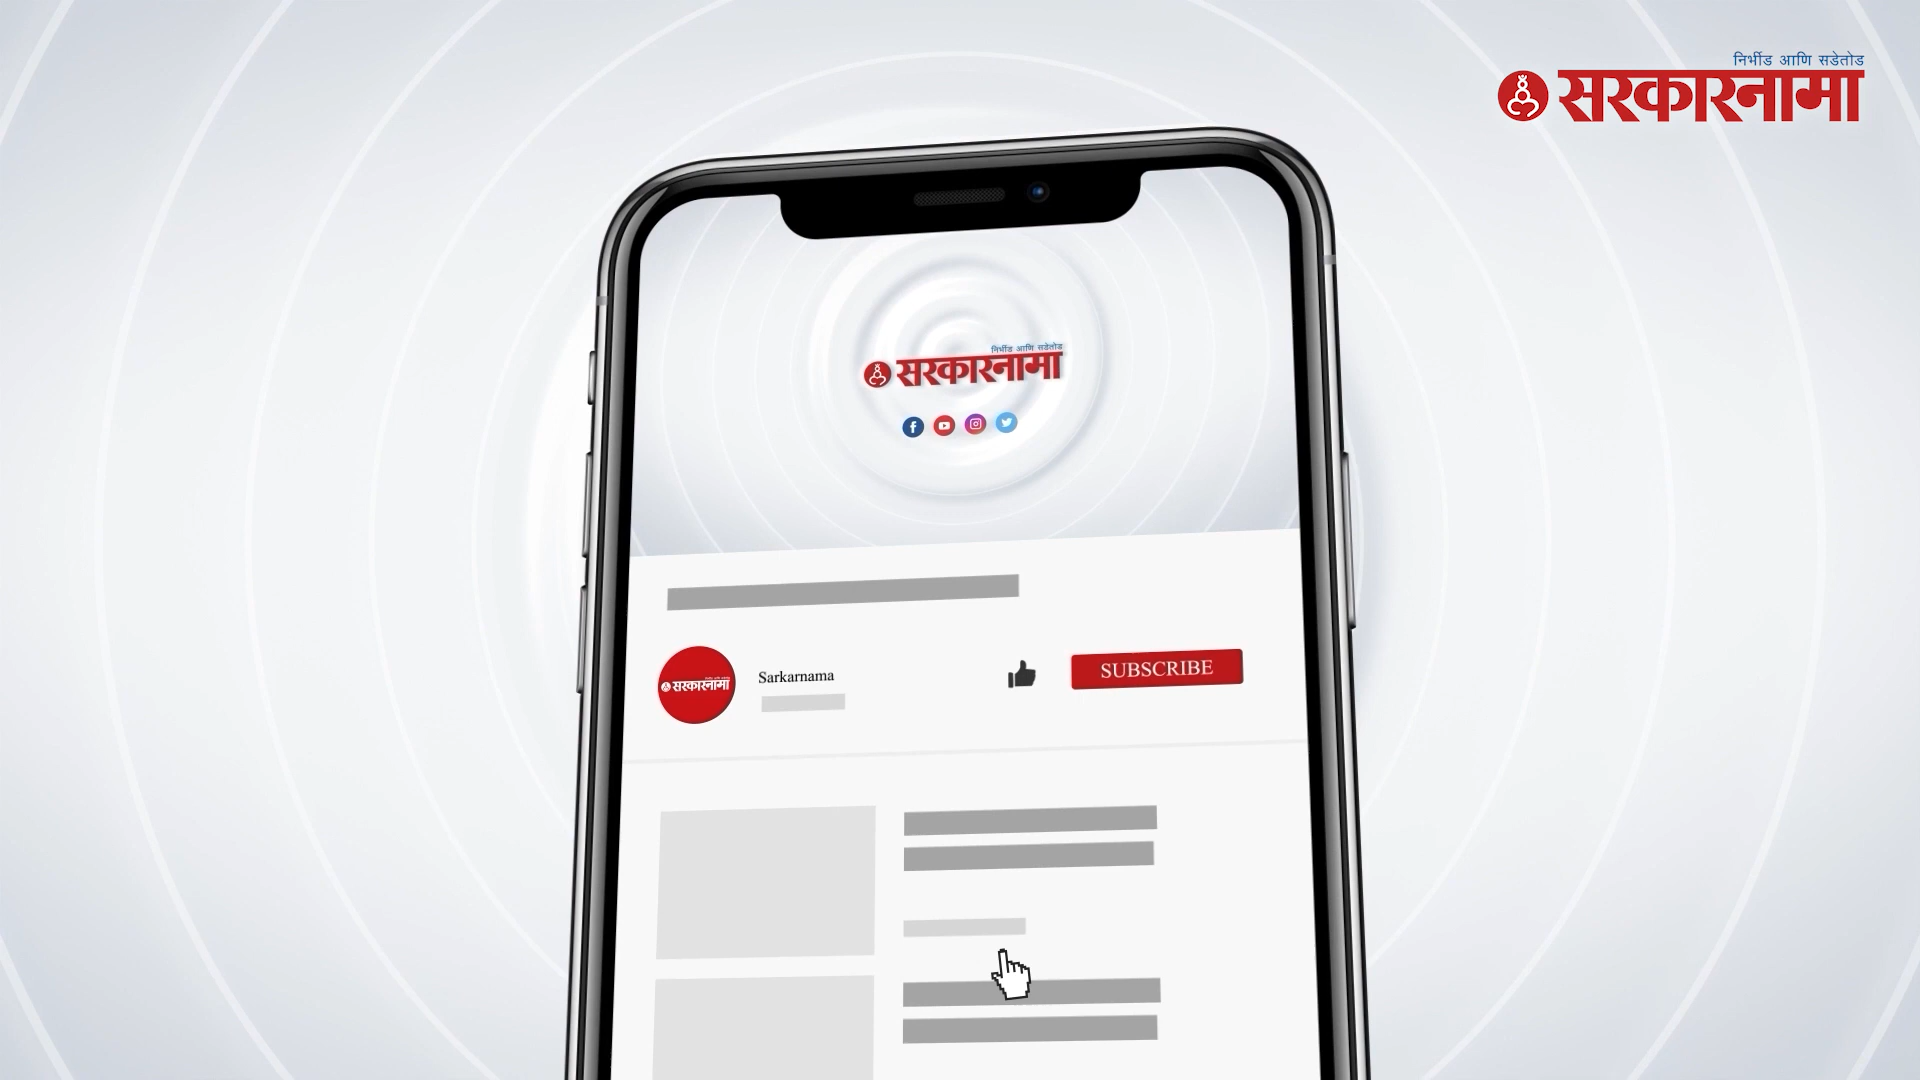 निर्भीड आणि सडेतोड
सरकारनामा
निर्भीड आणि सडेतोड
सरकारनामा
सरकारनामा
Sarkarnama
SUBSCRIBE